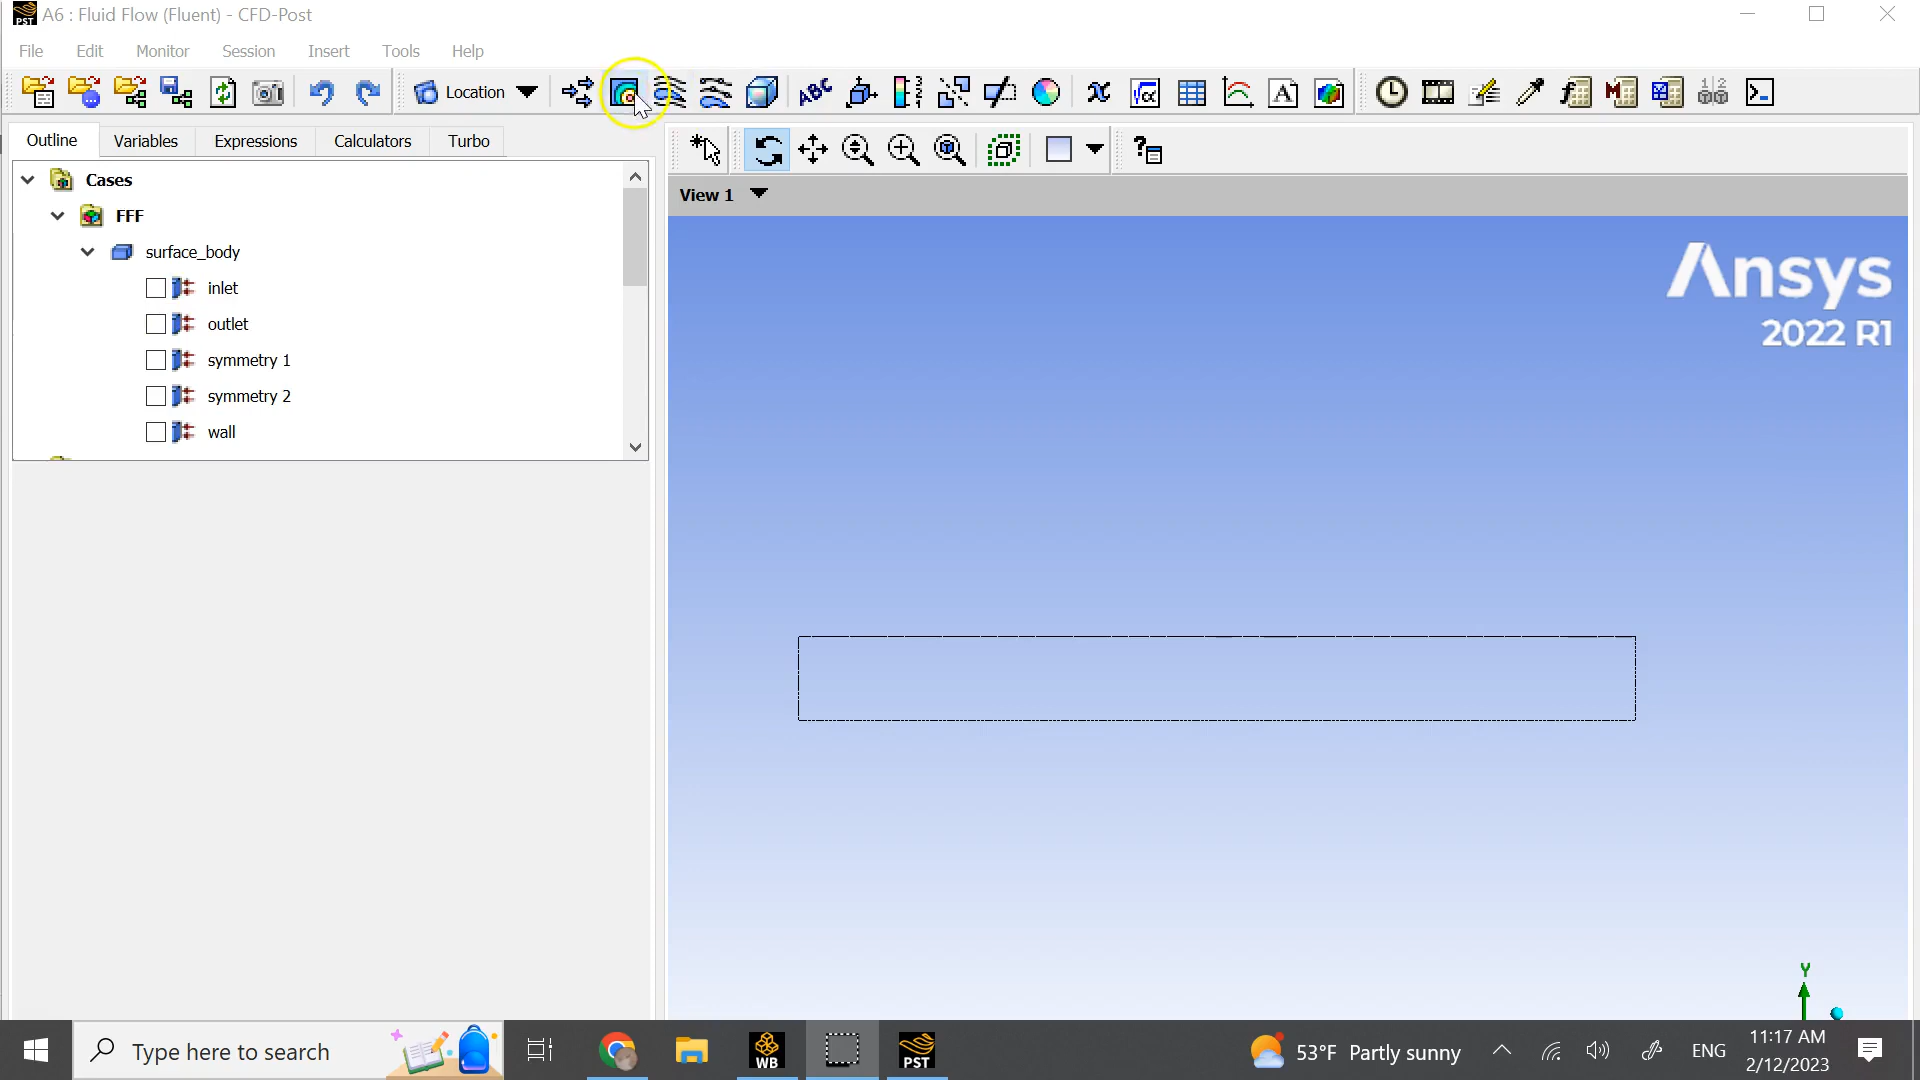 PST A6 : Fluid Flow (Fluent) - CFD-Post
File Edit Monitor Session Insert Tools Help
Location ABC A
Outline Variables Expressions Calculators Turbo
Cases
FFF
surface_body
inlet
outlet
symmetry 1
symmetry 2
wall
View 1
Ansys
2022 R1
Y
Type here to search
WB
PST
53°F Partly sunny
ENG
11:17 AM
2/12/2023